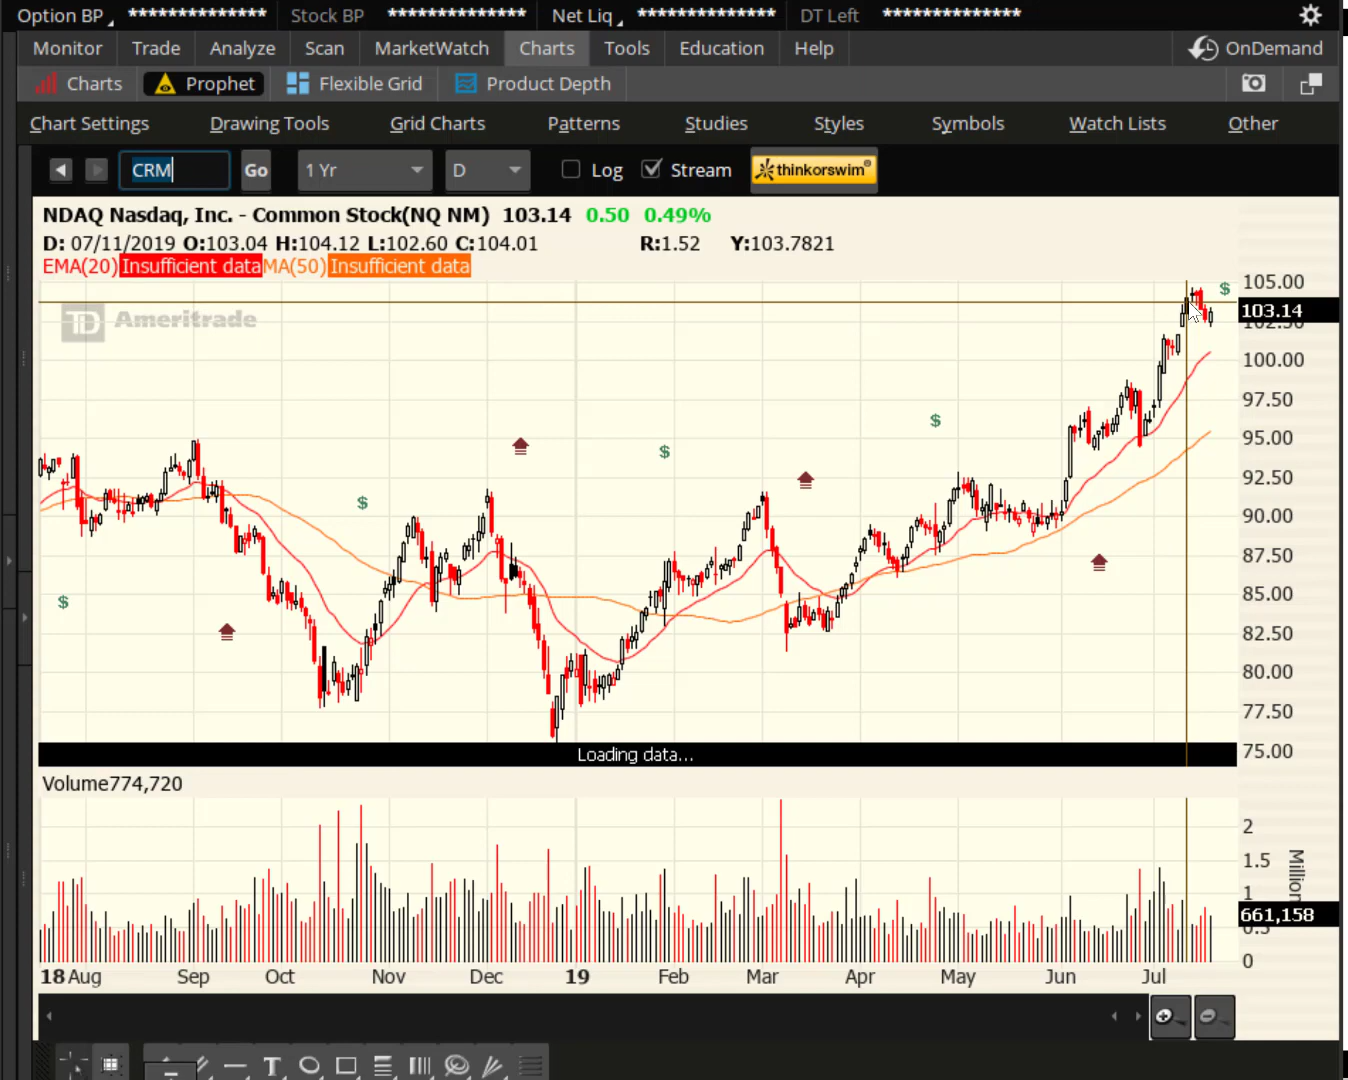 Option BP ************** Stock BP ************** Net Liq ************** DT Left **************
Monitor Trade Analyze Scan MarketWatch Charts Tools Education Help OnDemand
Charts Prophet Flexible Grid Product Depth
Chart Settings Drawing Tools Grid Charts Patterns Studies Styles Symbols Watch Lists Other
CRM Go 1 Yr D Log Stream thinkorswim®
NDAQ Nasdaq, Inc. - Common Stock(NQ NM) 103.14 0.50 0.49%
D: 07/11/2019 O:103.04 H:104.12 L:102.60 C:104.01 R:1.52 Y:103.7821
EMA(20) Insufficient data MA(50) Insufficient data
105.00
TD Ameritrade
103.14
102.50
100.00
97.50
95.00
92.50
90.00
87.50
85.00
82.50
80.00
77.50
75.00
$
$
$
$
$
Loading data...
Volume774,720
2
1.5
1
Million
661,158
0.5
0
18 Aug Sep Oct Nov Dec 19 Feb Mar Apr May Jun Jul
T